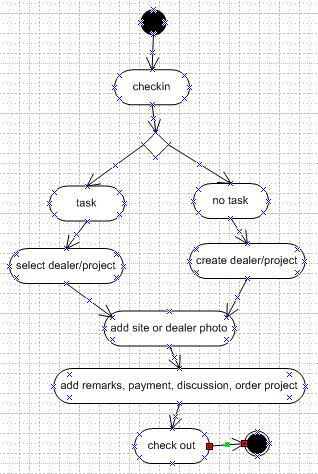 checkin
task
no task
select dealer/project
create dealer/project
add site or dealer photo
add remarks, payment, discussion, order project
check out